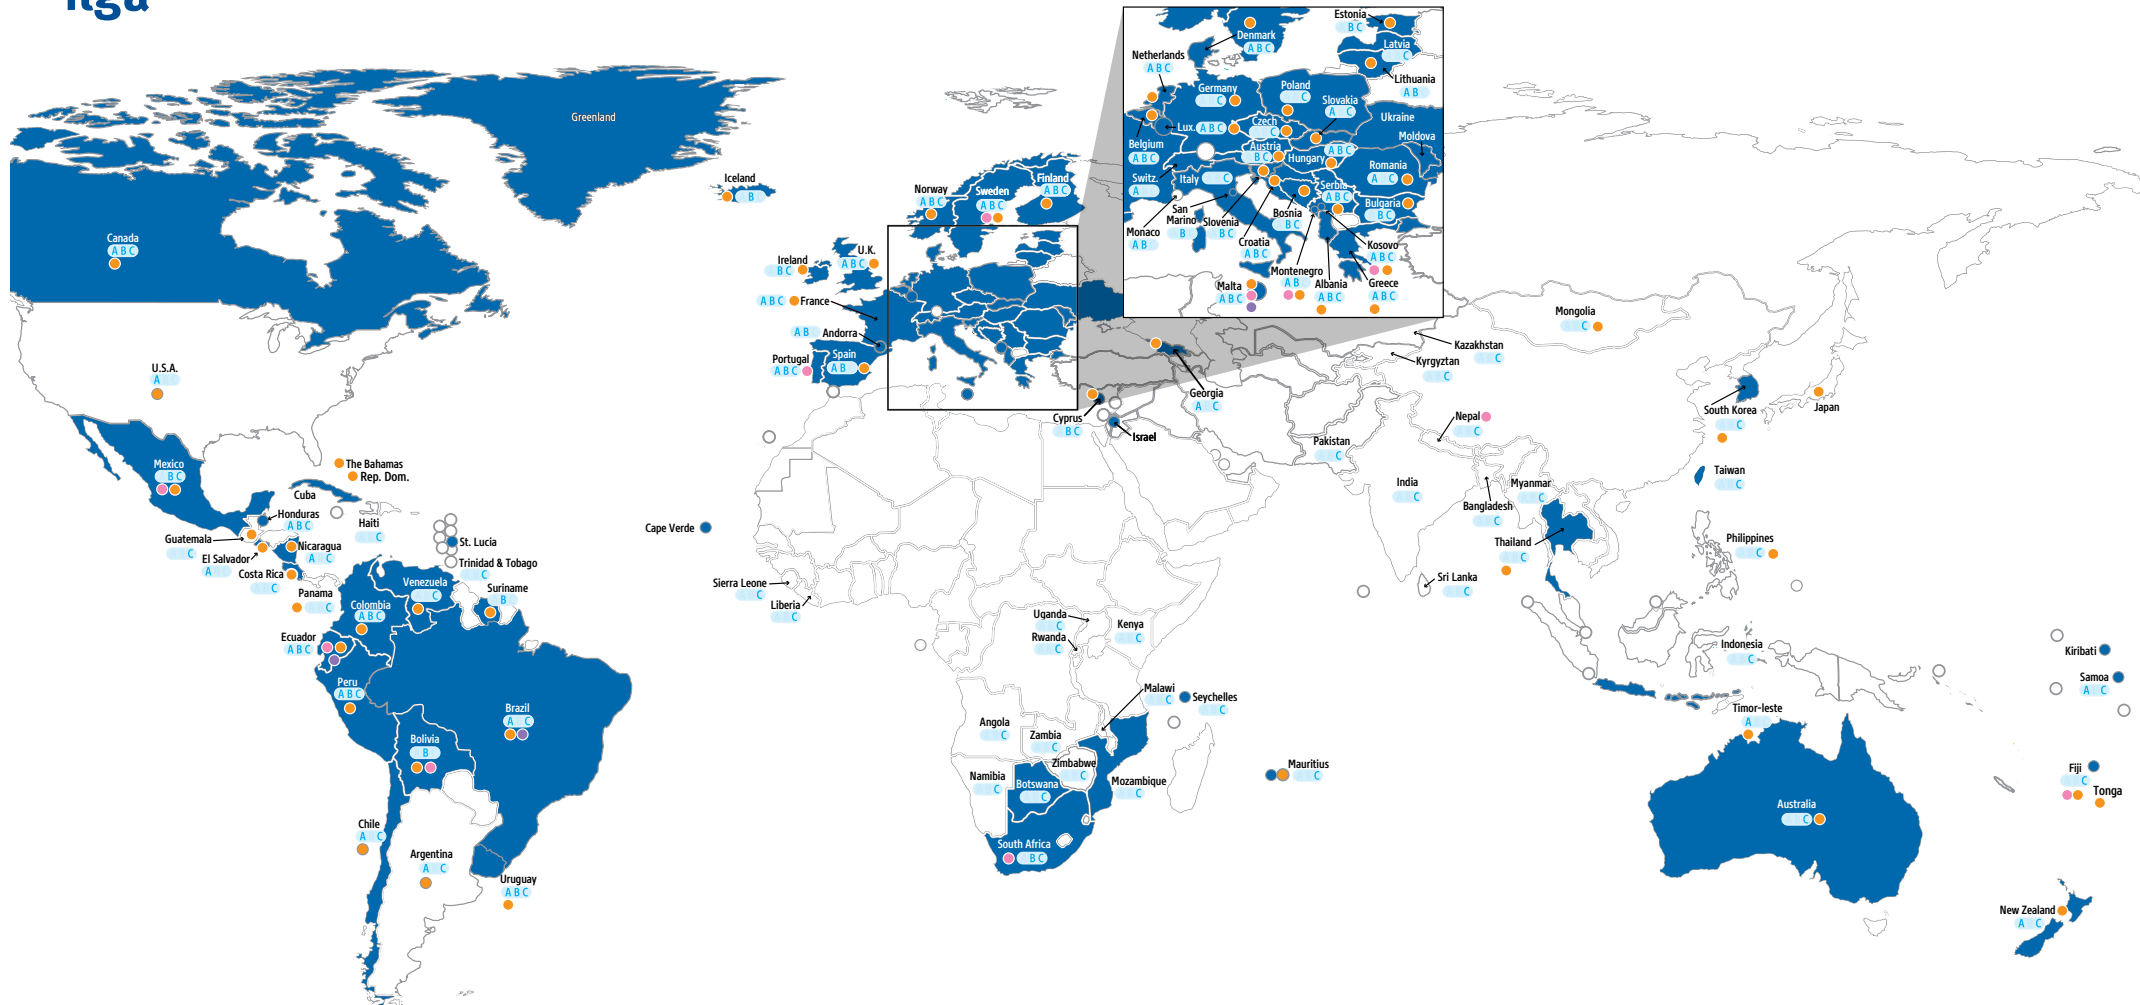 ilga
Greenland
Canada
A B C
U.S.A.
A
Mexico
B C
The Bahamas
Rep. Dom.
Cuba
Honduras
A B C
Haiti
C
Guatemala
C
El Salvador
A
Nicaragua
A C
Costa Rica
C
Panama
C
St. Lucia
Trinidad & Tobago
C
Suriname
B
Venezuela
C
Colombia
A B C
Ecuador
A B C
Peru
A B C
Brazil
A C
Bolivia
B
Chile
A C
Argentina
A C
Uruguay
A B C
Iceland
B
Norway
A B C
Sweden
A B C
Finland
A B C
Ireland
B C
U.K.
A B C
A B C
France
A B
Andorra
Portugal
A B C
Spain
A B
Netherlands
A B C
Denmark
A B C
Estonia
B C
Latvia
C
Lithuania
A B
Germany
C
Poland
C
Slovakia
A C
Ukraine
Moldova
Belgium
A B C
Lux.
A B C
Czech
C
Austria
B C
Hungary
A B C
Romania
A C
Switz.
A
Italy
C
Serbia
A B C
Bulgaria
B C
San
Marino
B
Monaco
A B
Slovenia
B C
Croatia
A B C
Bosnia
B C
Kosovo
A B C
Montenegro
A B
Albania
A B C
Greece
A B C
Malta
A B C
Cyprus
B C
Israel
Georgia
A C
Kazakhstan
C
Kyrgyztan
C
Mongolia
C
Pakistan
C
Nepal
C
India
C
Bangladesh
C
Myanmar
C
Thailand
C
Sri Lanka
C
South Korea
C
Japan
Taiwan
C
Philippines
C
Indonesia
C
Timor-leste
A
Australia
C
New Zealand
A C
Kiribati
Samoa
A C
Fiji
C
Tonga
Cape Verde
Sierra Leone
C
Liberia
C
Uganda
C
Rwanda
C
Kenya
C
Malawi
C
Seychelles
C
Angola
C
Zambia
C
Zimbabwe
C
Namibia
C
Botswana
C
Mozambique
C
South Africa
B C
Mauritius
C